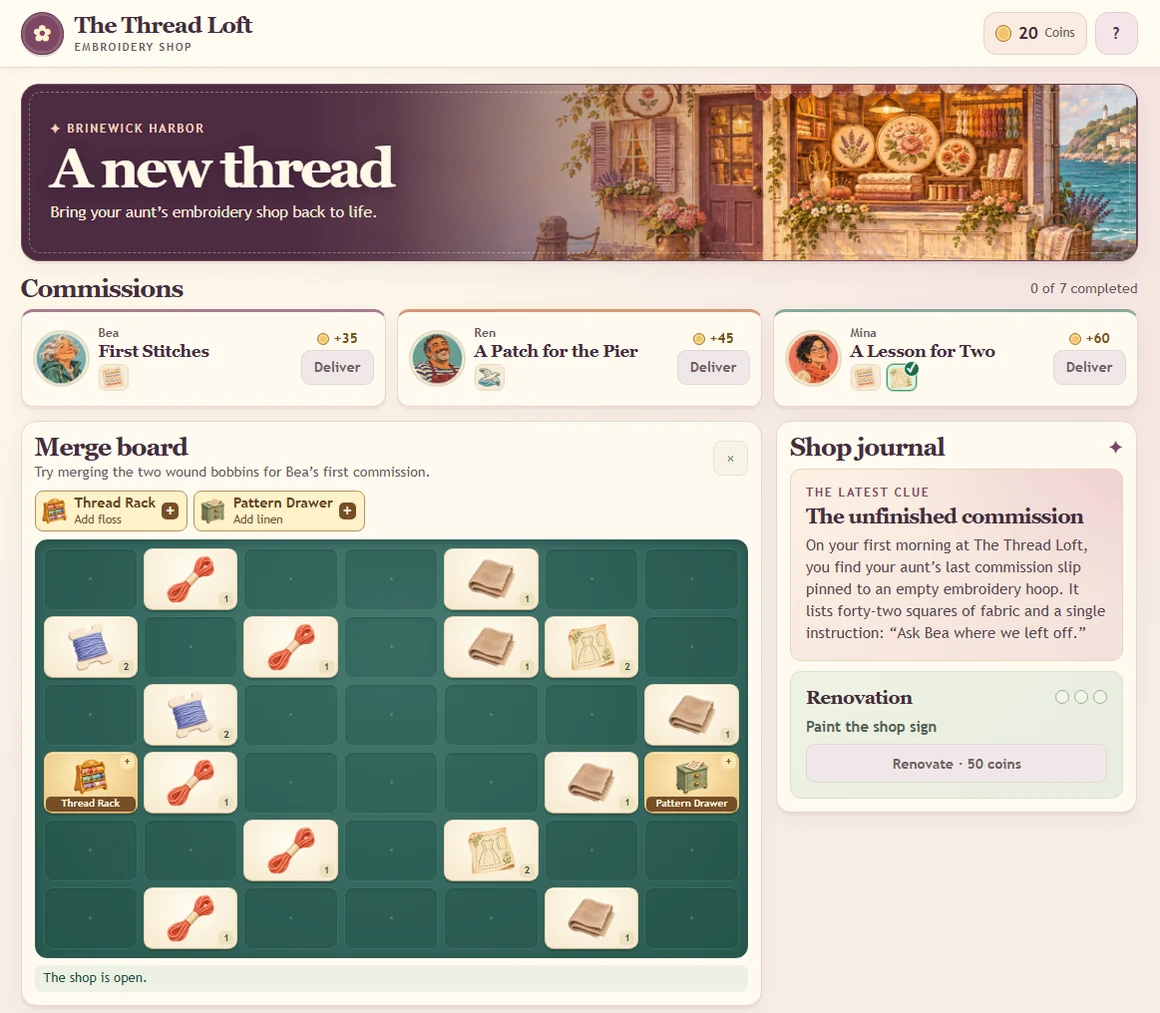 The Thread Loft
EMBROIDERY SHOP
20 Coins
?
✦ BRINEWICK HARBOR
A new thread
Bring your aunt’s embroidery shop back to life.
Commissions
0 of 7 completed
Bea
First Stitches
+35
Deliver
Ren
A Patch for the Pier
+45
Deliver
Mina
A Lesson for Two
+60
Deliver
Merge board
Try merging the two wound bobbins for Bea’s first commission.
×
Thread Rack
Add floss
+
Pattern Drawer
Add linen
+
1
1
2
1
1
2
2
1
+
Thread Rack
1
1
+
Pattern Drawer
1
2
1
1
The shop is open.
Shop journal
✦
THE LATEST CLUE
The unfinished commission
On your first morning at The Thread Loft,
you find your aunt’s last commission slip
pinned to an empty embroidery hoop. It
lists forty-two squares of fabric and a single
instruction: “Ask Bea where we left off.”
Renovation
Paint the shop sign
Renovate · 50 coins